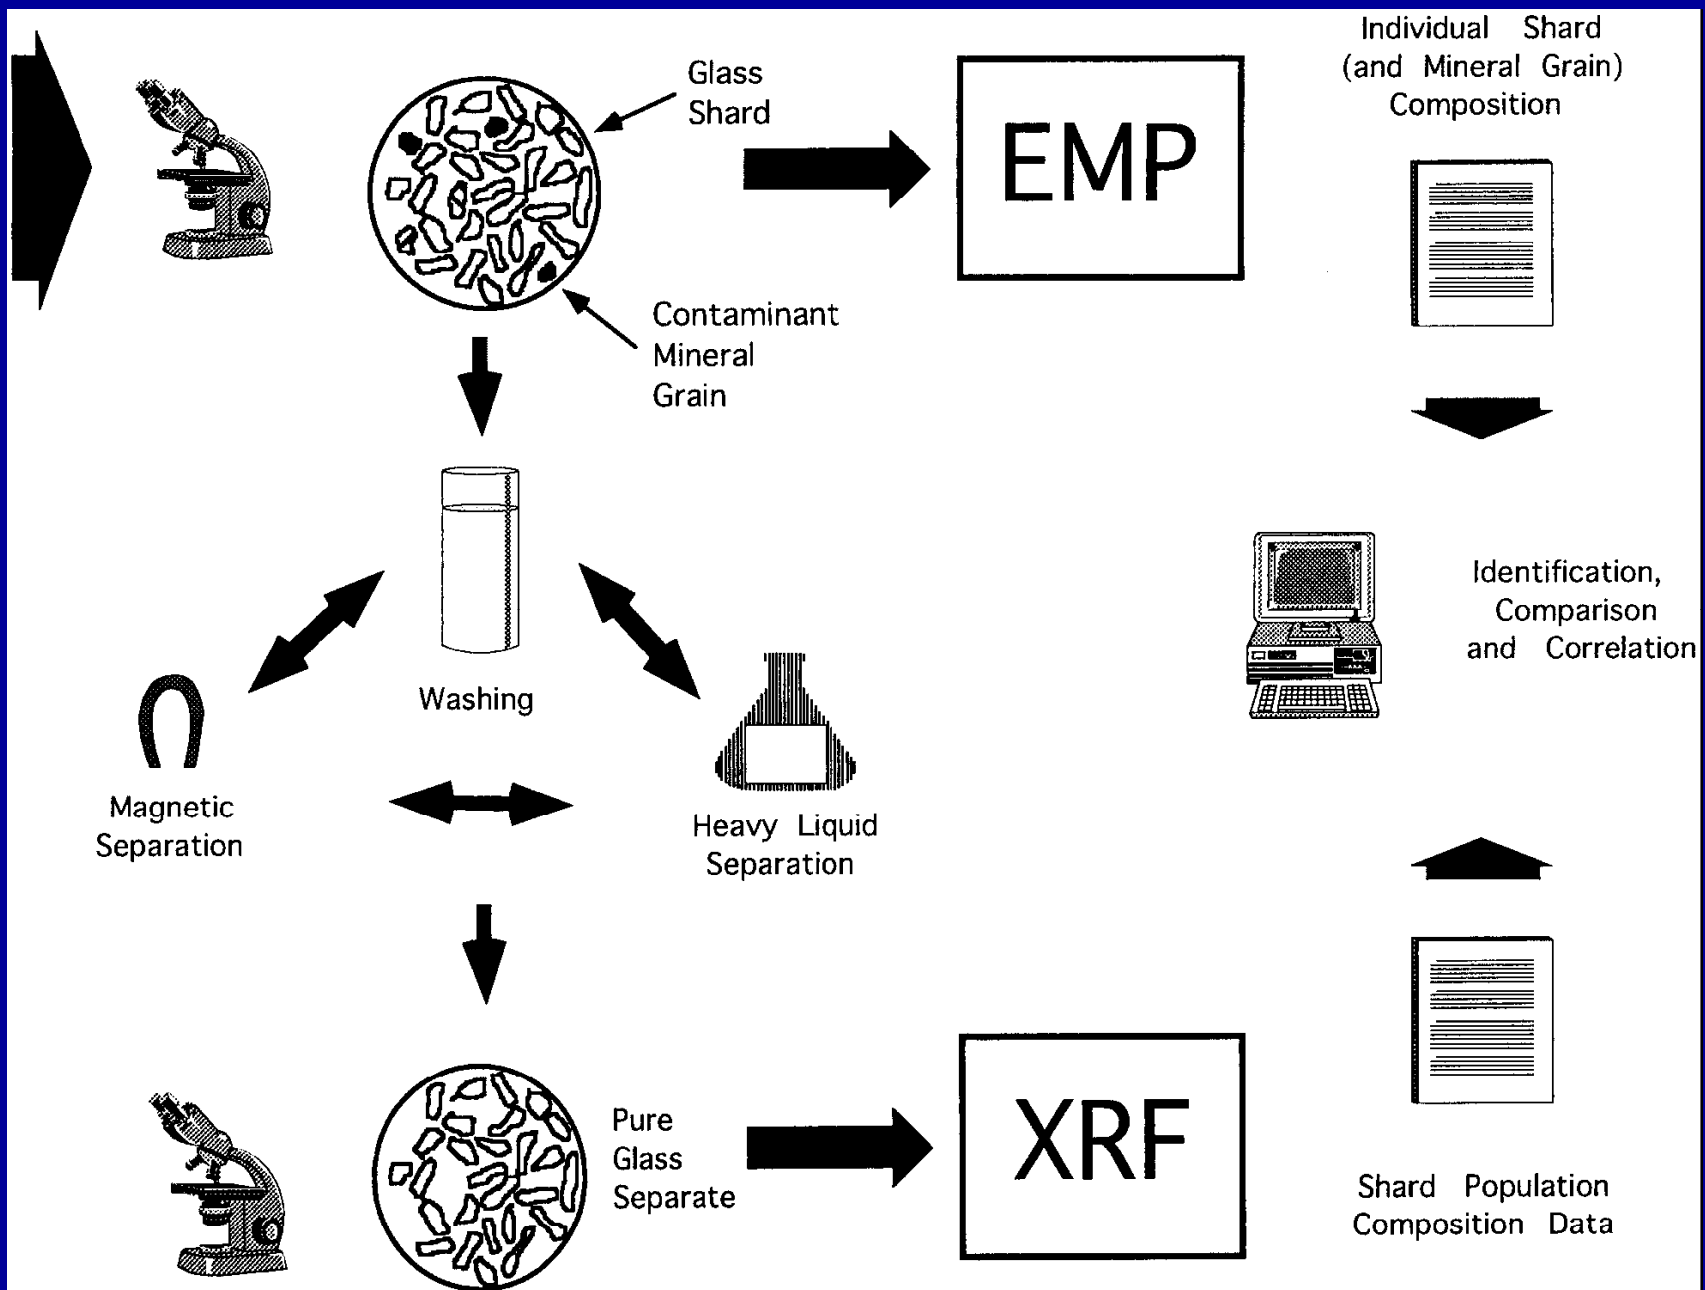 Glass
Shard
EMP
Individual Shard
(and Mineral Grain)
Composition
Contaminant
Mineral
Grain
Washing
Identification,
Comparison
and Correlation
Magnetic
Separation
Heavy Liquid
Separation
Pure
Glass
Separate
XRF
Shard Population
Composition Data